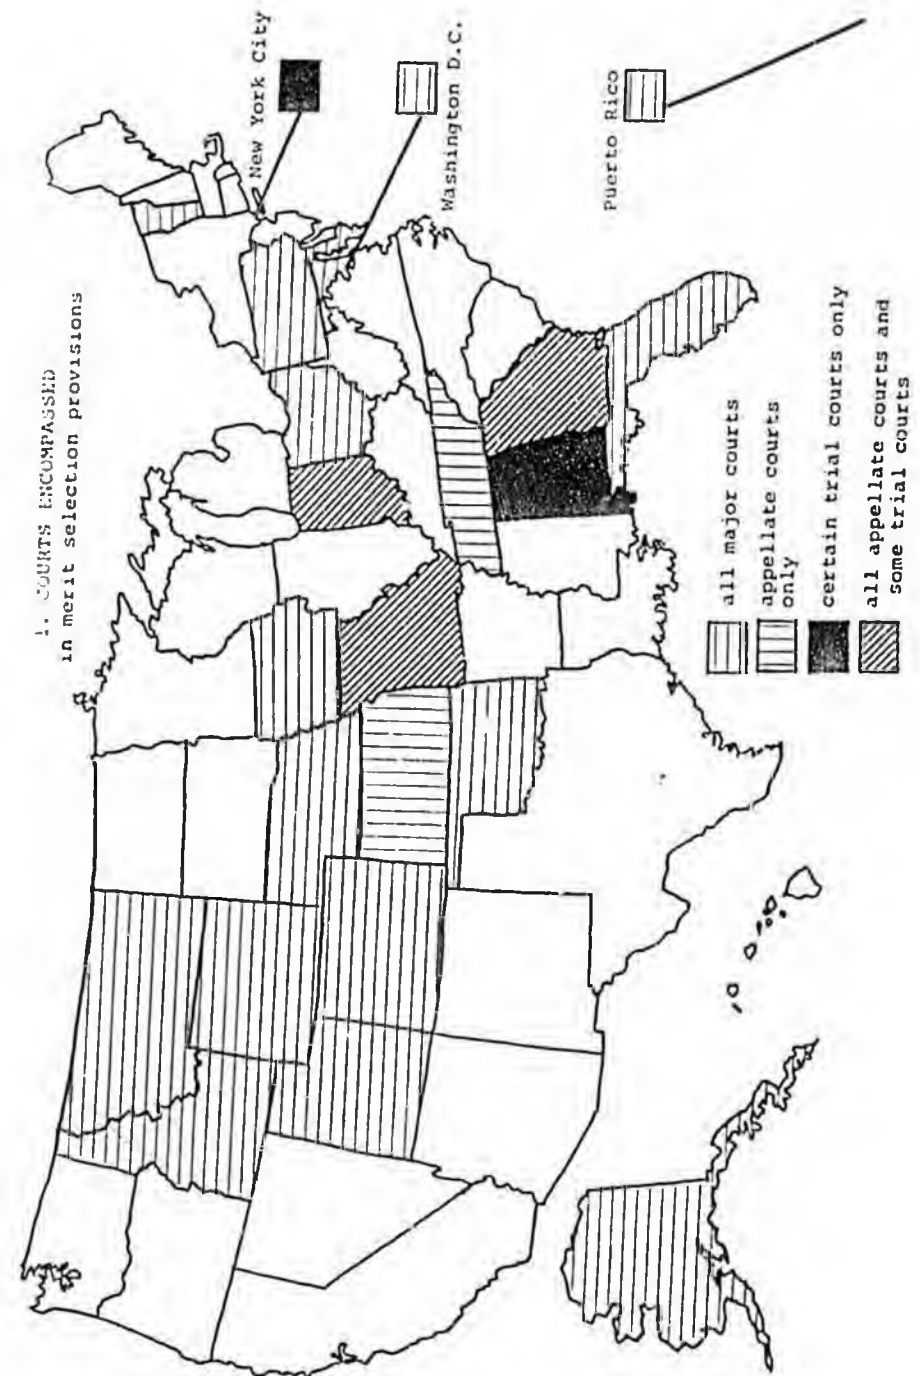 1. COURTS ENCOMPASSED
in merit selection provisions
New York City
Washington D.C.
Puerto Rico
all major courts
appellate courts
only
certain trial courts only
all appellate courts and
some trial courts